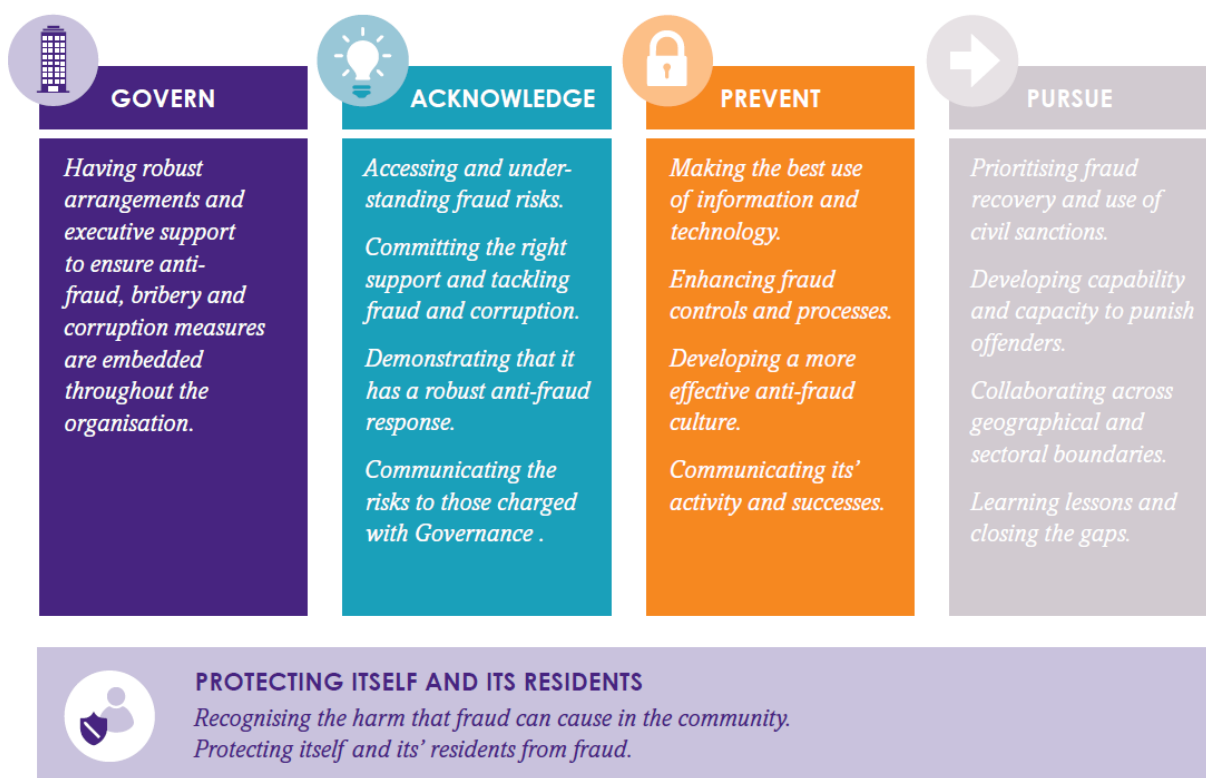 GOVERN
Having robust
arrangements and
executive support
to ensure anti-
fraud, bribery and
corruption measures
are embedded
throughout the
organisation.
ACKNOWLEDGE
Accessing and under-
standing fraud risks.
Committing the right
support and tackling
fraud and corruption.
Demonstrating that it
has a robust anti-fraud
response.
Communicating the
risks to those charged
with Governance .
PREVENT
Making the best use
of information and
technology.
Enhancing fraud
controls and processes.
Developing a more
effective anti-fraud
culture.
Communicating its’
activity and successes.
PURSUE
Prioritising fraud
recovery and use of
civil sanctions.
Developing capability
and capacity to punish
offenders.
Collaborating across
geographical and
sectoral boundaries.
Learning lessons and
closing the gaps.
PROTECTING ITSELF AND ITS RESIDENTS
Recognising the harm that fraud can cause in the community.
Protecting itself and its’ residents from fraud.